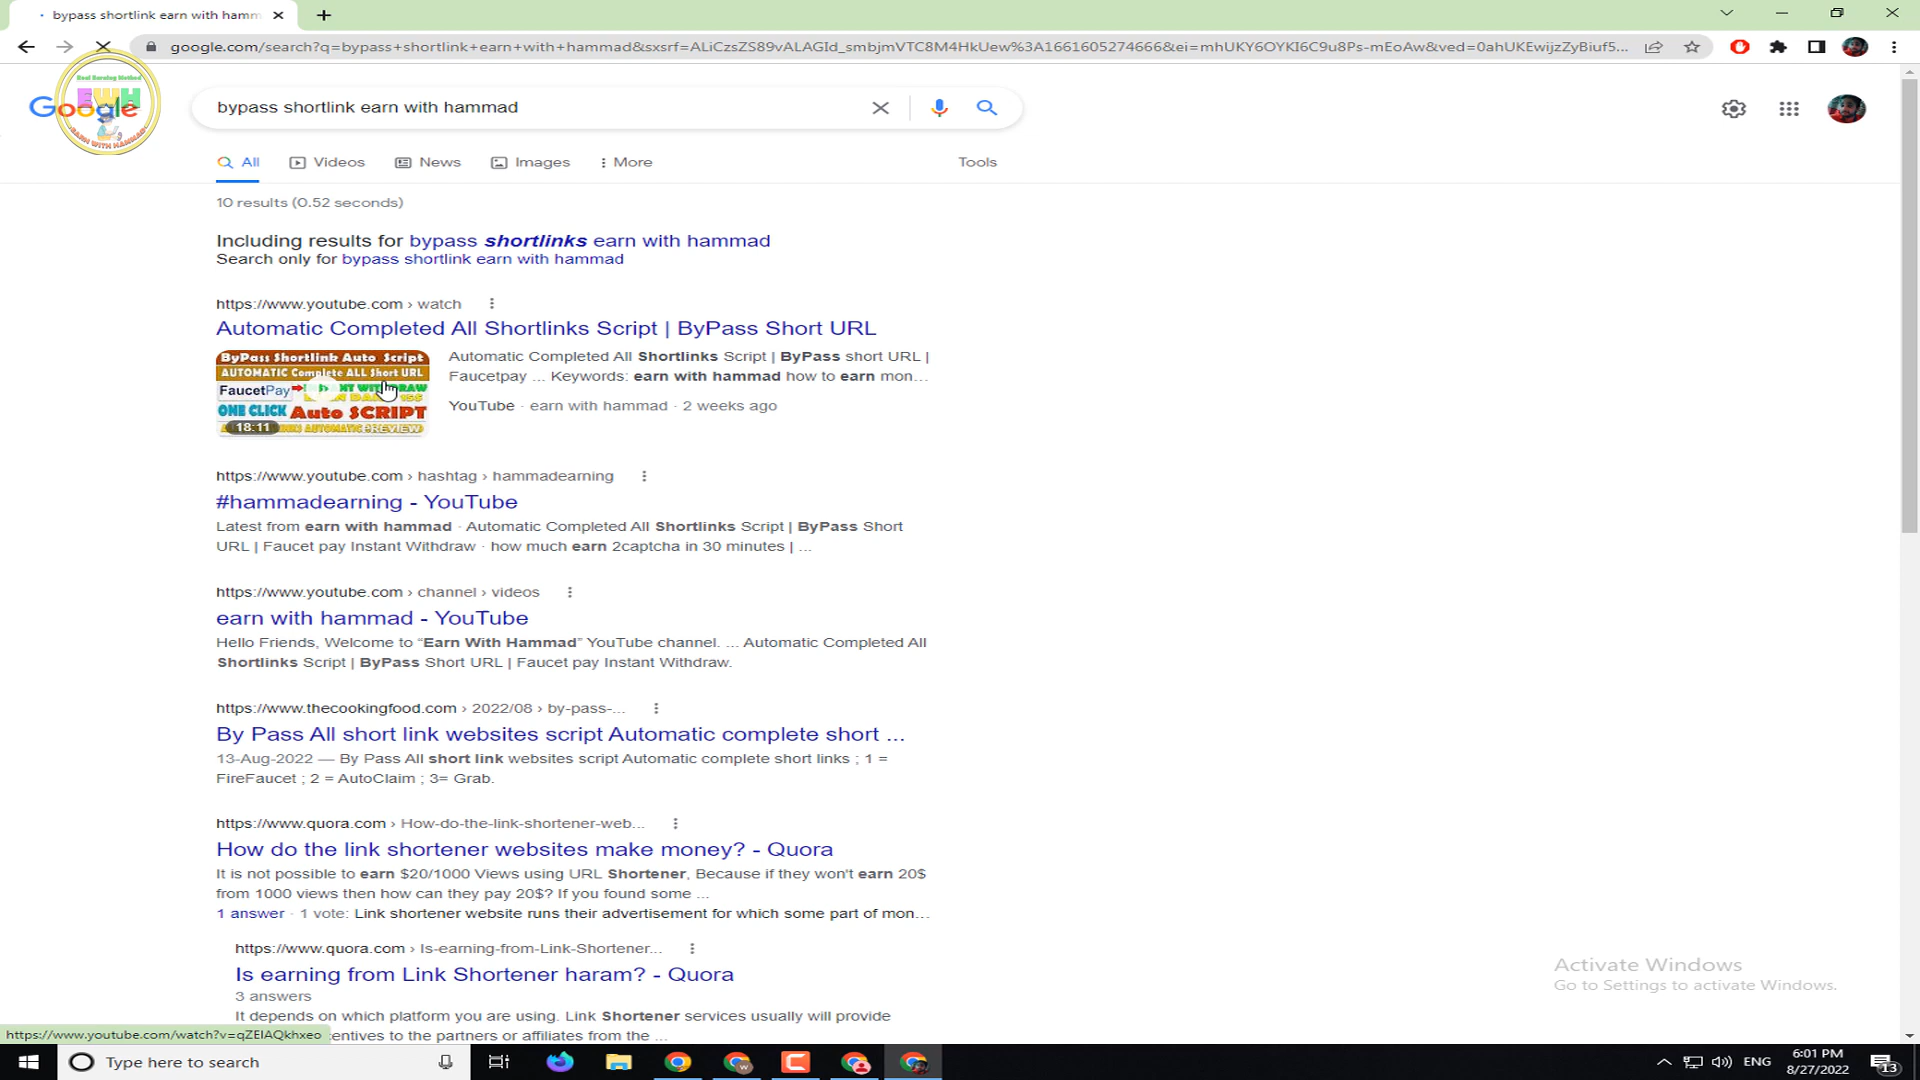 bypass shortlink earn with hamm
google.com/search?q=bypass+shortlink+earn+with+hammad&sxsrf=ALiCzsZS89vALAGId_smbjmVTC8M4HkUew%3A1661605274666&ei=mhUKY6OYKI6C9u8Ps-mEoAw&ved=0ahUKEwijzZyBiuf5...
Real Earning Method
EWH
EARN WITH HAMMAD
Google
bypass shortlink earn with hammad
All Videos News Images More Tools
10 results (0.52 seconds)
Including results for bypass shortlinks earn with hammad
Search only for bypass shortlink earn with hammad
https://www.youtube.com › watch
Automatic Completed All Shortlinks Script | ByPass Short URL
ByPass Shortlink Auto Script
AUTOMATIC Complete ALL Short URL
FaucetPay
ONE CLICK Auto SCRIPT
18:11
PREVIEW
Automatic Completed All Shortlinks Script | ByPass short URL |
Faucetpay ... Keywords: earn with hammad how to earn mon...
YouTube · earn with hammad · 2 weeks ago
https://www.youtube.com › hashtag › hammadearning
#hammadearning - YouTube
Latest from earn with hammad · Automatic Completed All Shortlinks Script | ByPass Short
URL | Faucet pay Instant Withdraw · how much earn 2captcha in 30 minutes | ...
https://www.youtube.com › channel › videos
earn with hammad - YouTube
Hello Friends, Welcome to “Earn With Hammad” YouTube channel. ... Automatic Completed All
Shortlinks Script | ByPass Short URL | Faucet pay Instant Withdraw.
https://www.thecookingfood.com › 2022/08 › by-pass-...
By Pass All short link websites script Automatic complete short ...
13-Aug-2022 — By Pass All short link websites script Automatic complete short links ; 1 =
FireFaucet ; 2 = AutoClaim ; 3= Grab.
https://www.quora.com › How-do-the-link-shortener-web...
How do the link shortener websites make money? - Quora
It is not possible to earn $20/1000 Views using URL Shortener, Because if they won't earn 20$
from 1000 views then how can they pay 20$? If you found some ...
1 answer · 1 vote: Link shortener website runs their advertisement for which some part of mon...
https://www.quora.com › Is-earning-from-Link-Shortener...
Is earning from Link Shortener haram? - Quora
3 answers
It depends on which platform you are using. Link Shortener services usually will provide
entives to the partners or affiliates from the ...
Activate Windows
Go to Settings to activate Windows.
https://www.youtube.com/watch?v=qZEIAQkhxeo
Type here to search
ENG
6:01 PM
8/27/2022
13